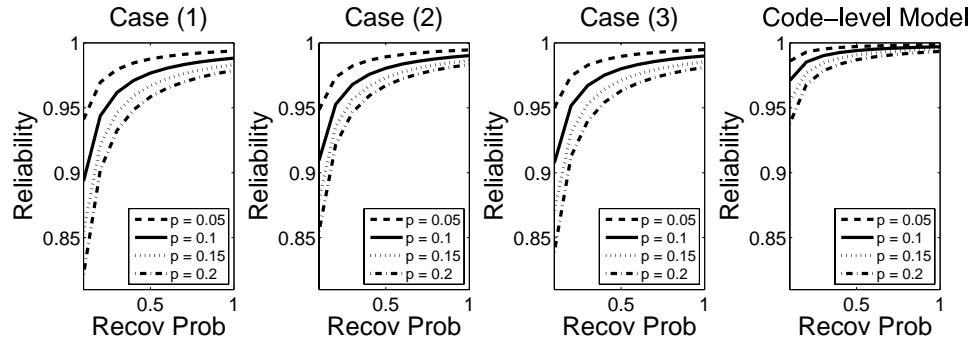 Case (1)
Reliability
1
0.95
0.9
0.85
p = 0.05
p = 0.1
p = 0.15
p = 0.2
0.5
1
Recov Prob
Case (2)
Reliability
1
0.95
0.9
0.85
p = 0.05
p = 0.1
p = 0.15
p = 0.2
0.5
1
Recov Prob
Case (3)
Reliability
1
0.95
0.9
0.85
p = 0.05
p = 0.1
p = 0.15
p = 0.2
0.5
1
Recov Prob
Code–level Model
Reliability
1
0.95
0.9
0.85
p = 0.05
p = 0.1
p = 0.15
p = 0.2
0.5
1
Recov Prob